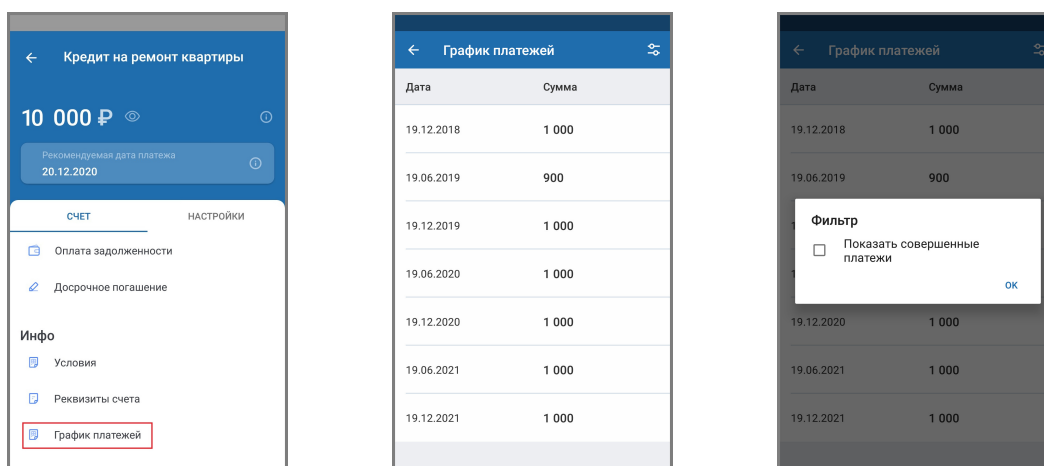 Кредит на ремонт квартиры
10 000 ₽
Рекомендуемая дата платежа
20.12.2020
СЧЕТ НАСТРОЙКИ
Оплата задолженности
Досрочное погашение
Инфо
Условия
Реквизиты счета
График платежей
График платежей
Дата Сумма
19.12.2018 1 000
19.06.2019 900
19.12.2019 1 000
19.06.2020 1 000
19.12.2020 1 000
19.06.2021 1 000
19.12.2021 1 000
График платежей
Дата Сумма
19.12.2018 1 000
19.06.2019 900
Фильтр
Показать совершенные
платежи
ОК
19.12.2020 1 000
19.06.2021 1 000
19.12.2021 1 000